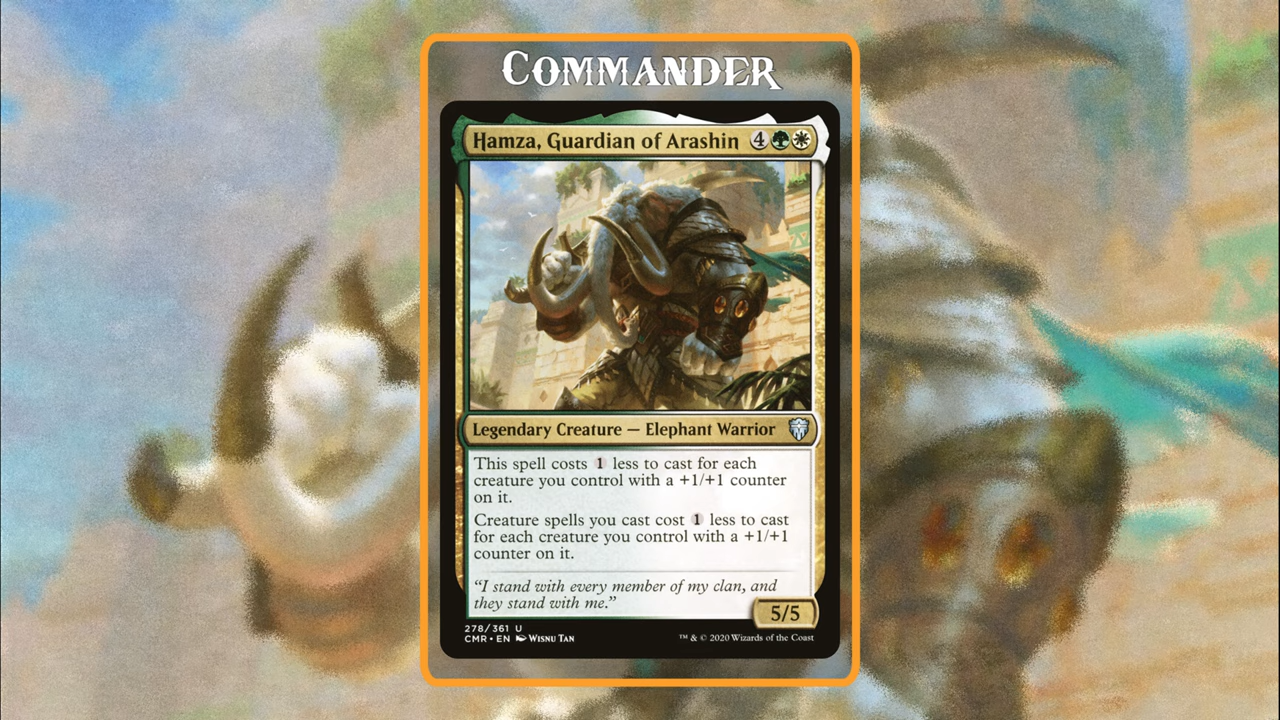 COMMANDER
Hamza, Guardian of Arashin 4
Legendary Creature — Elephant Warrior
This spell costs 1 less to cast for each
creature you control with a +1/+1 counter
on it.
Creature spells you cast cost 1 less to cast
for each creature you control with a +1/+1
counter on it.
“I stand with every member of my clan, and
they stand with me.”
5/5
278/361 U
CMR • EN Wisnu Tan
™ & © 2020 Wizards of the Coast